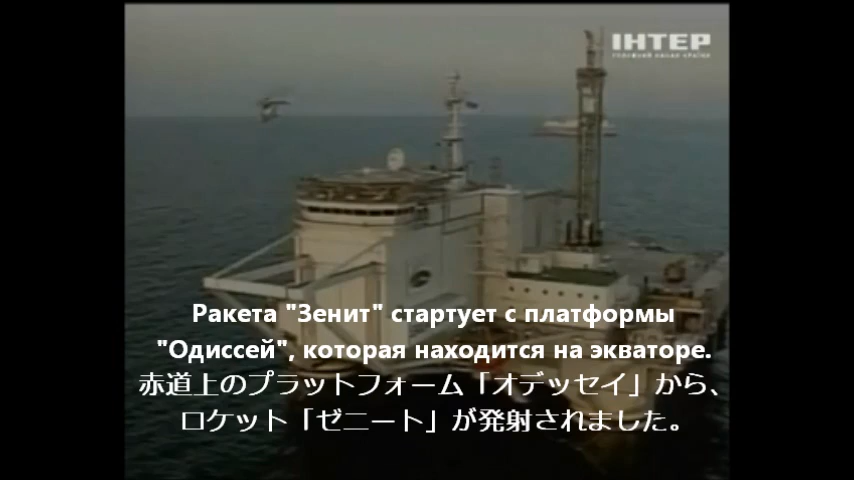 ІНТЕР
Ракета "Зенит" стартует с платформы
"Одиссей", которая находится на экваторе.
赤道上のプラットフォーム「オデッセイ」から、
ロケット「ゼニート」が発射されました。